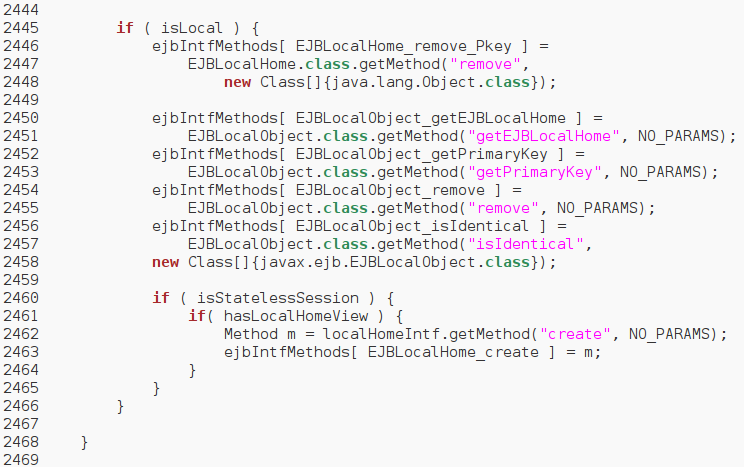 2444
2445 if ( isLocal ) {
2446 ejbIntfMethods[ EJBLocalHome_remove_Pkey ] =
2447 EJBLocalHome.class.getMethod("remove",
2448 new Class[]{java.lang.Object.class});
2449
2450 ejbIntfMethods[ EJBLocalObject_getEJBLocalHome ] =
2451 EJBLocalObject.class.getMethod("getEJBLocalHome", NO_PARAMS);
2452 ejbIntfMethods[ EJBLocalObject_getPrimaryKey ] =
2453 EJBLocalObject.class.getMethod("getPrimaryKey", NO_PARAMS);
2454 ejbIntfMethods[ EJBLocalObject_remove ] =
2455 EJBLocalObject.class.getMethod("remove", NO_PARAMS);
2456 ejbIntfMethods[ EJBLocalObject_isIdentical ] =
2457 EJBLocalObject.class.getMethod("isIdentical",
2458 new Class[]{javax.ejb.EJBLocalObject.class});
2459
2460 if ( isStatelessSession ) {
2461 if( hasLocalHomeView ) {
2462 Method m = localHomeIntf.getMethod("create", NO_PARAMS);
2463 ejbIntfMethods[ EJBLocalHome_create ] = m;
2464 }
2465 }
2466 }
2467
2468 }
2469